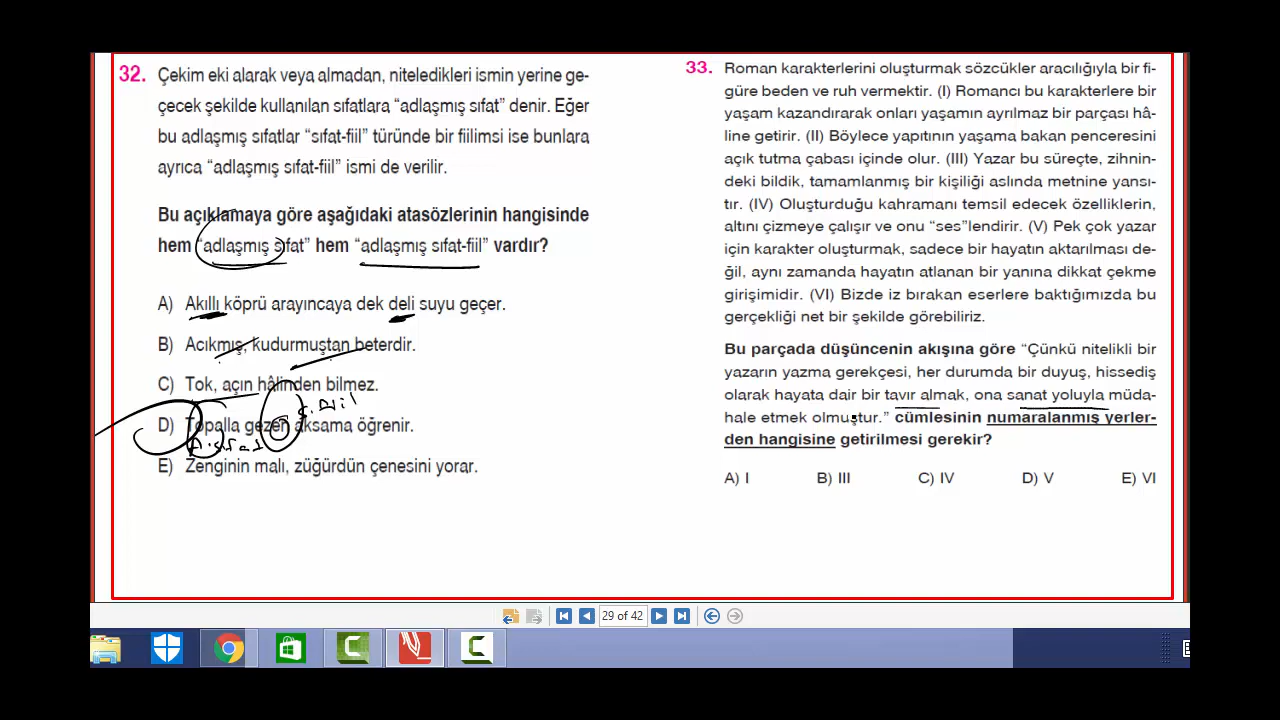 32. Çekim eki alarak veya almadan, niteledikleri ismin yerine ge-
çecek şekilde kullanılan sıfatlara “adlaşmış sıfat” denir. Eğer
bu adlaşmış sıfatlar “sıfat-fiil” türünde bir fiilimsi ise bunlara
ayrıca “adlaşmış sıfat-fiil” ismi de verilir.
Bu açıklamaya göre aşağıdaki atasözlerinin hangisinde
hem “adlaşmış sıfat” hem “adlaşmış sıfat-fiil” vardır?
A) Akıllı köprü arayıncaya dek deli suyu geçer.
B) Acıkmış, kudurmuştan beterdir.
C) Tok, açın hâlinden bilmez.
D) Topalla gezen aksama öğrenir.
A. sıfat
s. fiil
E) Zenginin malı, züğürdün çenesini yorar.
33. Roman karakterlerini oluşturmak sözcükler aracılığıyla bir fi-
güre beden ve ruh vermektir. (I) Romancı bu karakterlere bir
yaşam kazandırarak onları yaşamın ayrılmaz bir parçası hâ-
line getirir. (II) Böylece yapıtının yaşama bakan penceresini
açık tutma çabası içinde olur. (III) Yazar bu süreçte, zihnin-
deki bildik, tamamlanmış bir kişiliği aslında metnine yansı-
tır. (IV) Oluşturduğu kahramanı temsil edecek özelliklerin,
altını çizmeye çalışır ve onu “ses”lendirir. (V) Pek çok yazar
için karakter oluşturmak, sadece bir hayatın aktarılması de-
ğil, aynı zamanda hayatın atlanan bir yanına dikkat çekme
girişimidir. (VI) Bizde iz bırakan eserlere baktığımızda bu
gerçekliği net bir şekilde görebiliriz.
Bu parçada düşüncenin akışına göre “Çünkü nitelikli bir
yazarın yazma gerekçesi, her durumda bir duyuş, hissediş
olarak hayata dair bir tavır almak, ona sanat yoluyla müda-
hale etmek olmuştur.” cümlesinin numaralanmış yerler-
den hangisine getirilmesi gerekir?
A) I B) III C) IV D) V E) VI
29 of 42